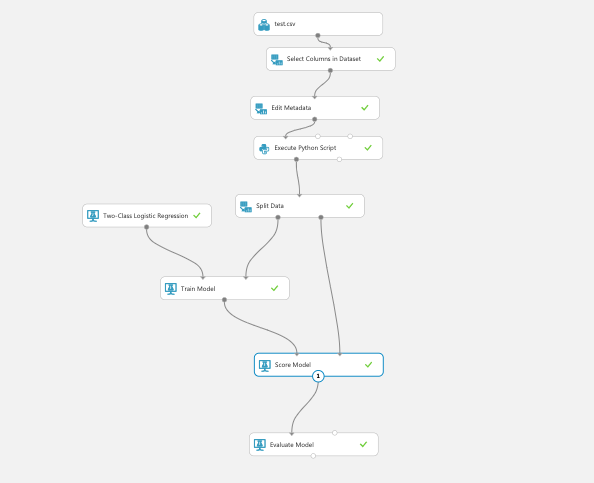 test.csv
Select Columns in Dataset
Edit Metadata
Execute Python Script
Split Data
Two-Class Logistic Regression
Train Model
Score Model
1
Evaluate Model